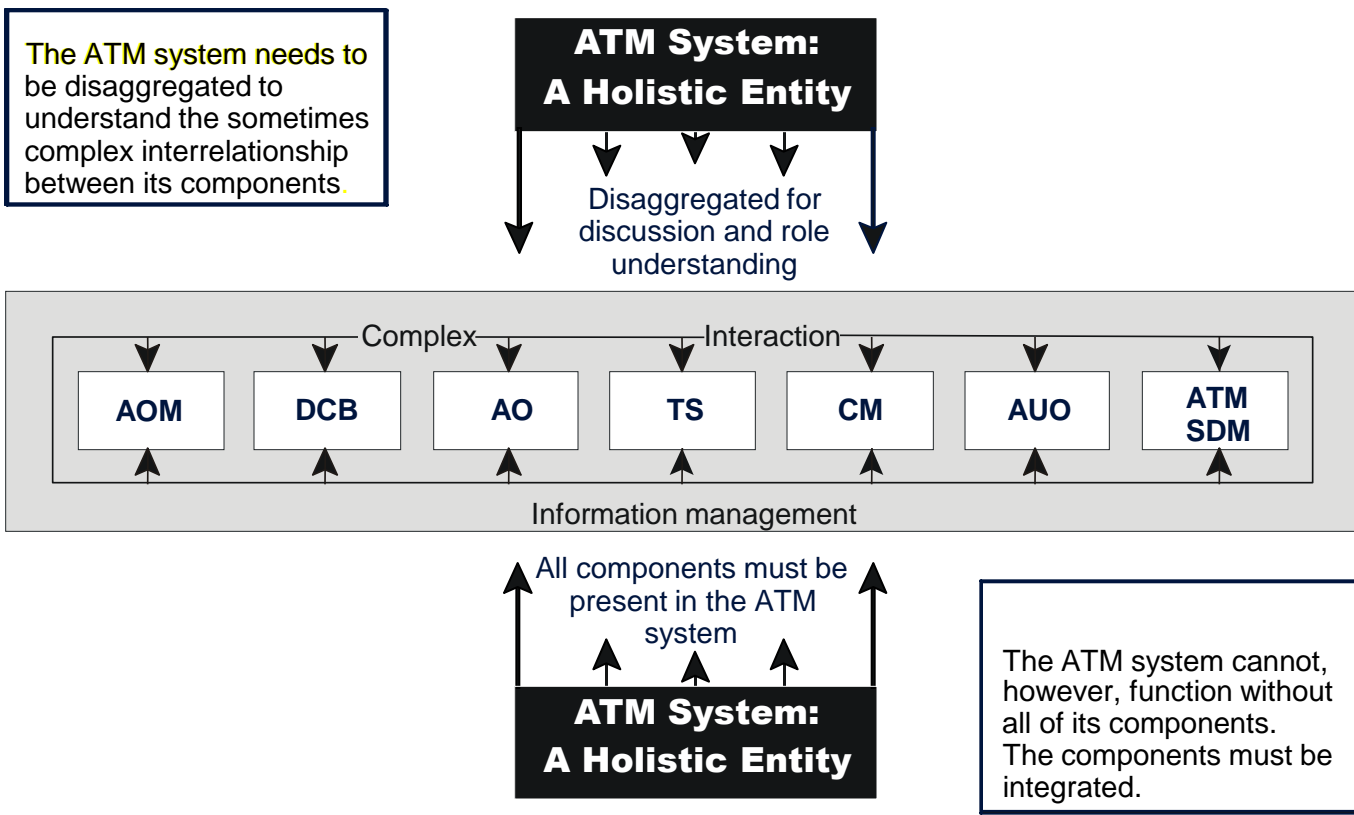 The ATM system needs to
be disaggregated to
understand the sometimes
complex interrelationship
between its components.
ATM System:
A Holistic Entity
Disaggregated for
discussion and role
understanding
Complex Interaction
AOM
DCB
AO
TS
CM
AUO
ATM
SDM
Information management
All components must be
present in the ATM
system
ATM System:
A Holistic Entity
The ATM system cannot,
however, function without
all of its components.
The components must be
integrated.